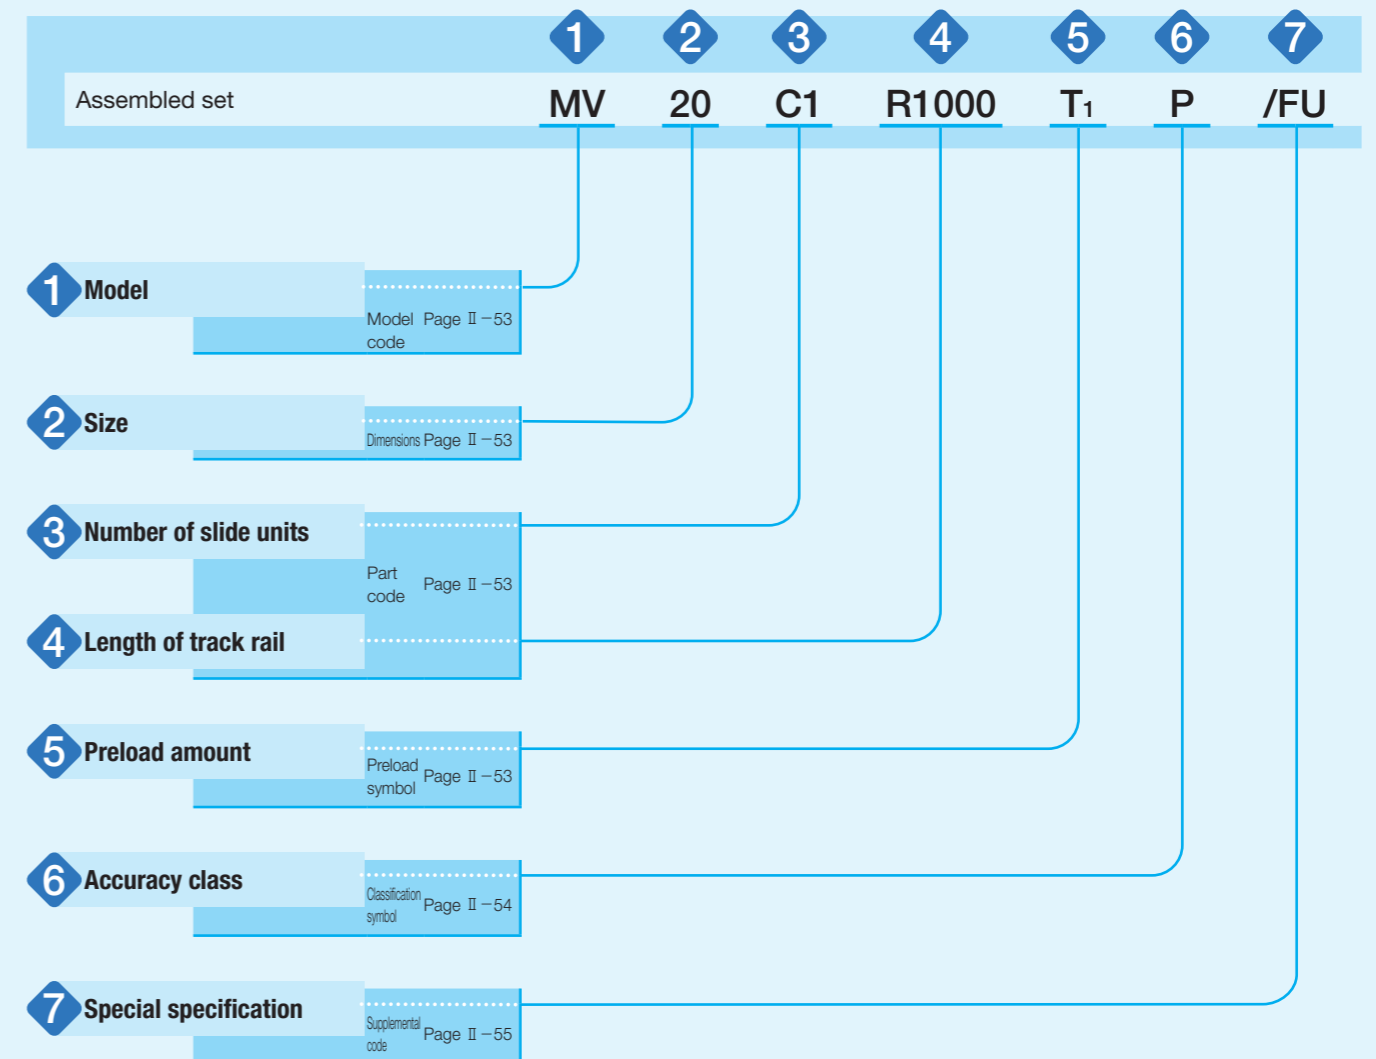 1 2 3 4 5 6 7
Assembled set MV 20 C1 R1000 T1 P /FU
1 Model
Model code Page Ⅱ－53
2 Size
Dimensions Page Ⅱ－53
3 Number of slide units
Part code Page Ⅱ－53
4 Length of track rail
5 Preload amount
Preload symbol Page Ⅱ－53
6 Accuracy class
Classification symbol Page Ⅱ－54
7 Special specification
Supplemental code Page Ⅱ－55